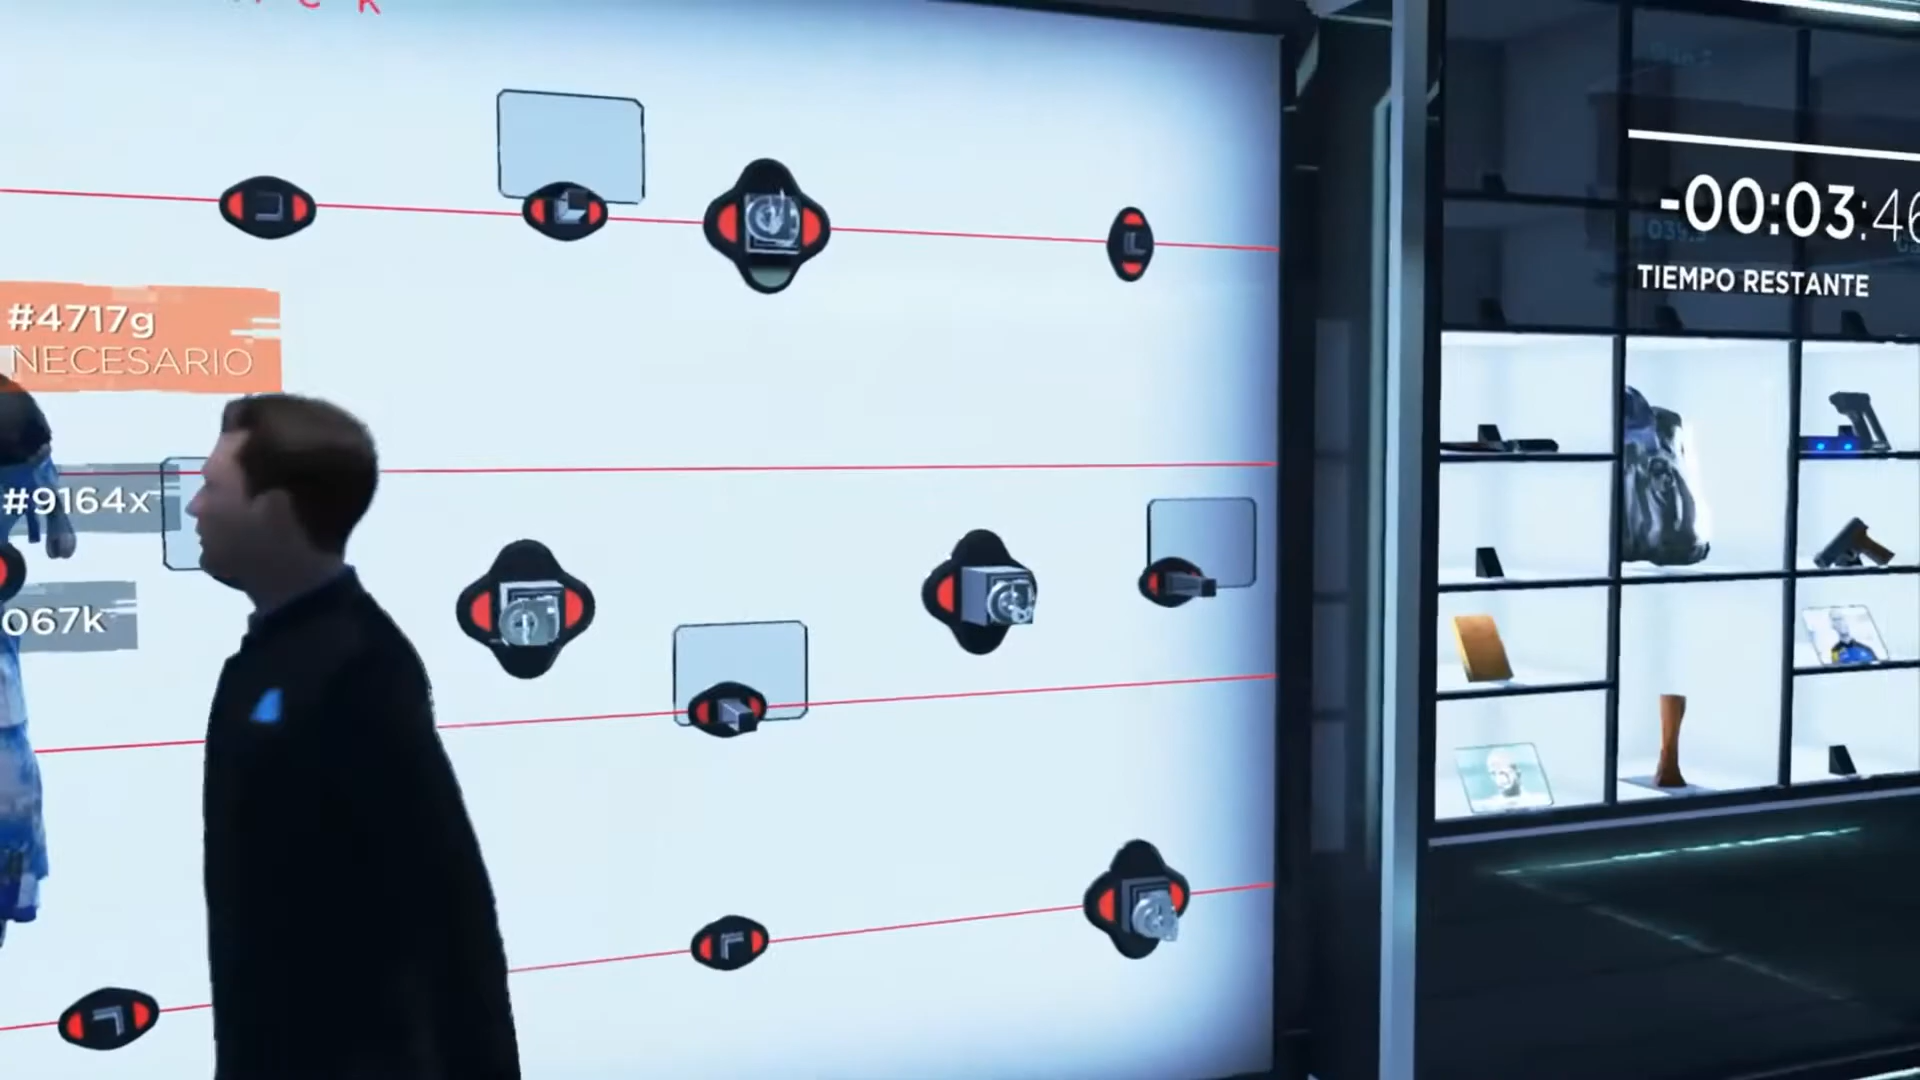 -00:03:46
TIEMPO RESTANTE
#4717g
NECESARIO
#9164x
067k